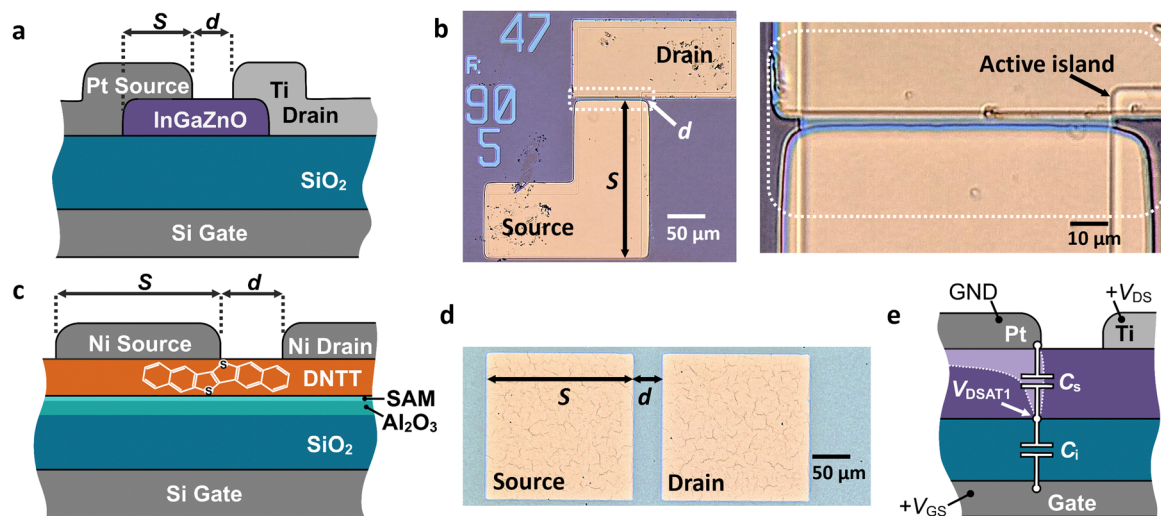 a
S
d
Pt Source
Ti
Drain
InGaZnO
SiO₂
Si Gate
b
47
R:
90
5
Drain
d
S
Source
50 μm
Active island
10 μm
c
S
d
Ni Source
Ni Drain
DNTT
S
S
SAM
Al₂O₃
SiO₂
Si Gate
d
S
d
Source
Drain
50 μm
e
GND
+V_DS
Pt
Ti
C_s
V_DSAT1
C_i
+V_GS
Gate